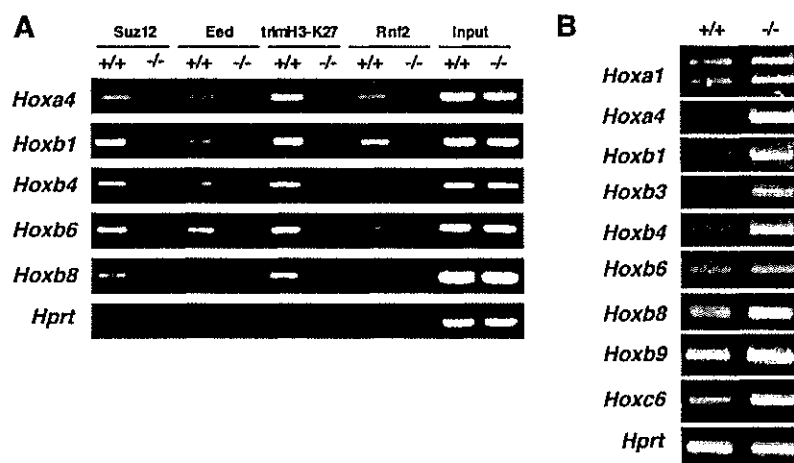 A
Suz12 Eed trimH3-K27 Rnf2 Input
+/+ -/- +/+ -/- +/+ -/- +/+ -/- +/+ -/-
Hoxa4
Hoxb1
Hoxb4
Hoxb6
Hoxb8
Hprt
B
+/+ -/-
Hoxa1
Hoxa4
Hoxb1
Hoxb3
Hoxb4
Hoxb6
Hoxb8
Hoxb9
Hoxc6
Hprt